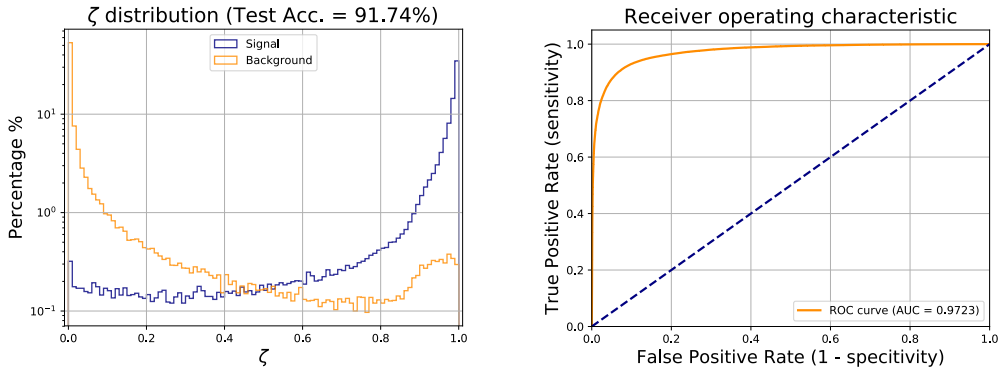 ζ distribution (Test Acc. = 91.74%)
Signal
Background
Percentage %
10¹
10⁰
10⁻¹
0.0 0.2 0.4 0.6 0.8 1.0
ζ
Receiver operating characteristic
True Positive Rate (sensitivity)
1.0
0.8
0.6
0.4
0.2
0.0
ROC curve (AUC = 0.9723)
0.0 0.2 0.4 0.6 0.8 1.0
False Positive Rate (1 - specitivity)